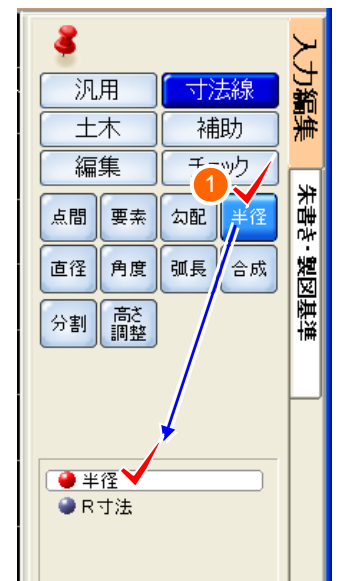 汎用 寸法線
土木 補助
編集 チェック
1
点間 要素 勾配 半径
直径 角度 弧長 合成
分割 高さ調整
半径
R寸法
入力編集
朱書き・製図基準